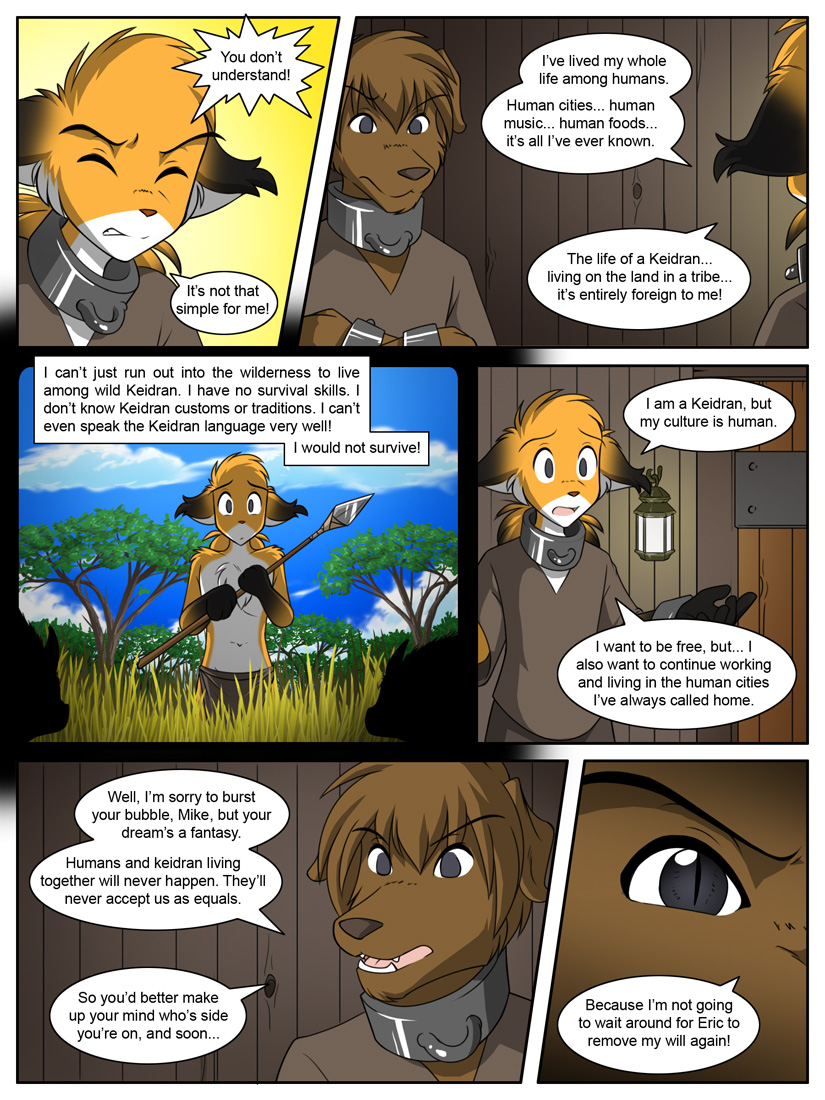 You don't
understand!
It's not that
simple for me!
I've lived my whole
life among humans.
Human cities... human
music... human foods...
it's all I've ever known.
The life of a Keidran...
living on the land in a tribe...
it's entirely foreign to me!
I can't just run out into the wilderness to live
among wild Keidran. I have no survival skills. I
don't know Keidran customs or traditions. I can't
even speak the Keidran language very well!
I would not survive!
I am a Keidran, but
my culture is human.
I want to be free, but... I
also want to continue working
and living in the human cities
I've always called home.
Well, I'm sorry to burst
your bubble, Mike, but your
dream's a fantasy.
Humans and keidran living
together will never happen. They'll
never accept us as equals.
So you'd better make
up your mind who's side
you're on, and soon...
Because I'm not going
to wait around for Eric to
remove my will again!